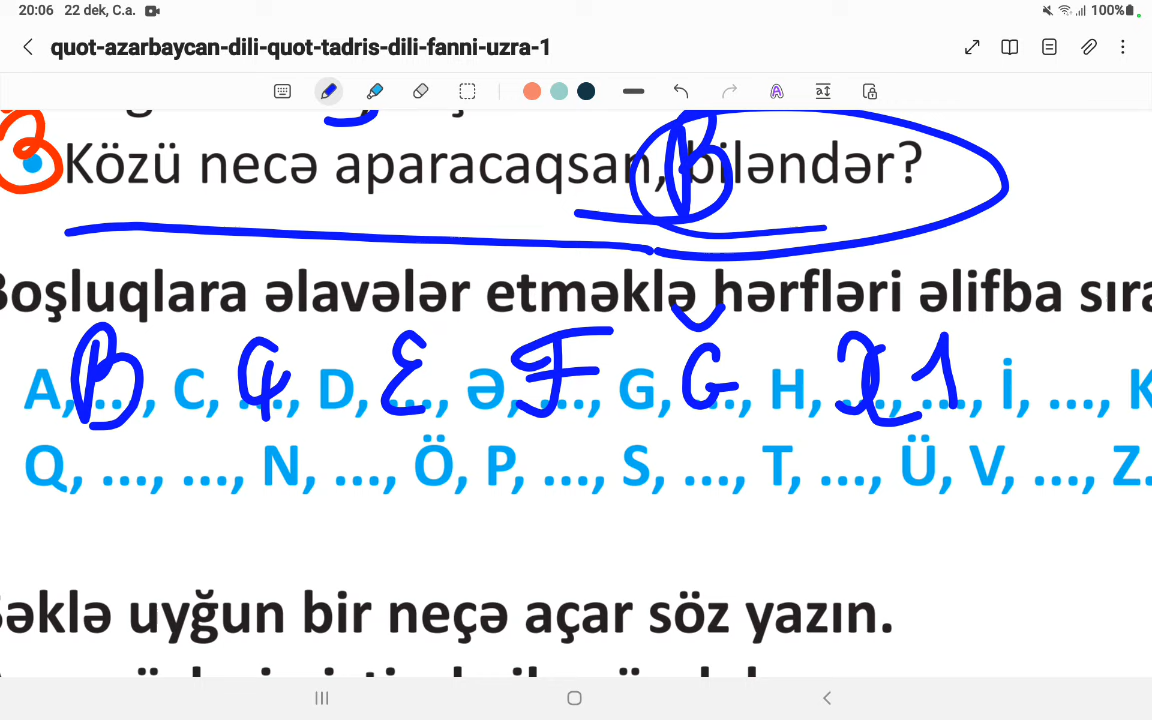 20:06 22 dek, C.a. 100%
quot-azarbaycan-dili-quot-tadris-dili-fanni-uzra-1
3 Közü necə aparacaqsan, biləndər?
B
Boşluqlara əlavələr etməklə hərfləri əlifba sıra
A, B, C, Ç, D, E, Ə, F, G, Ğ, H, X, I, İ, ..., K
Q, ..., ..., N, ..., Ö, P, ..., S, ..., T, ..., Ü, V, ..., Z.
Şəklə uyğun bir neçə açar söz yazın.